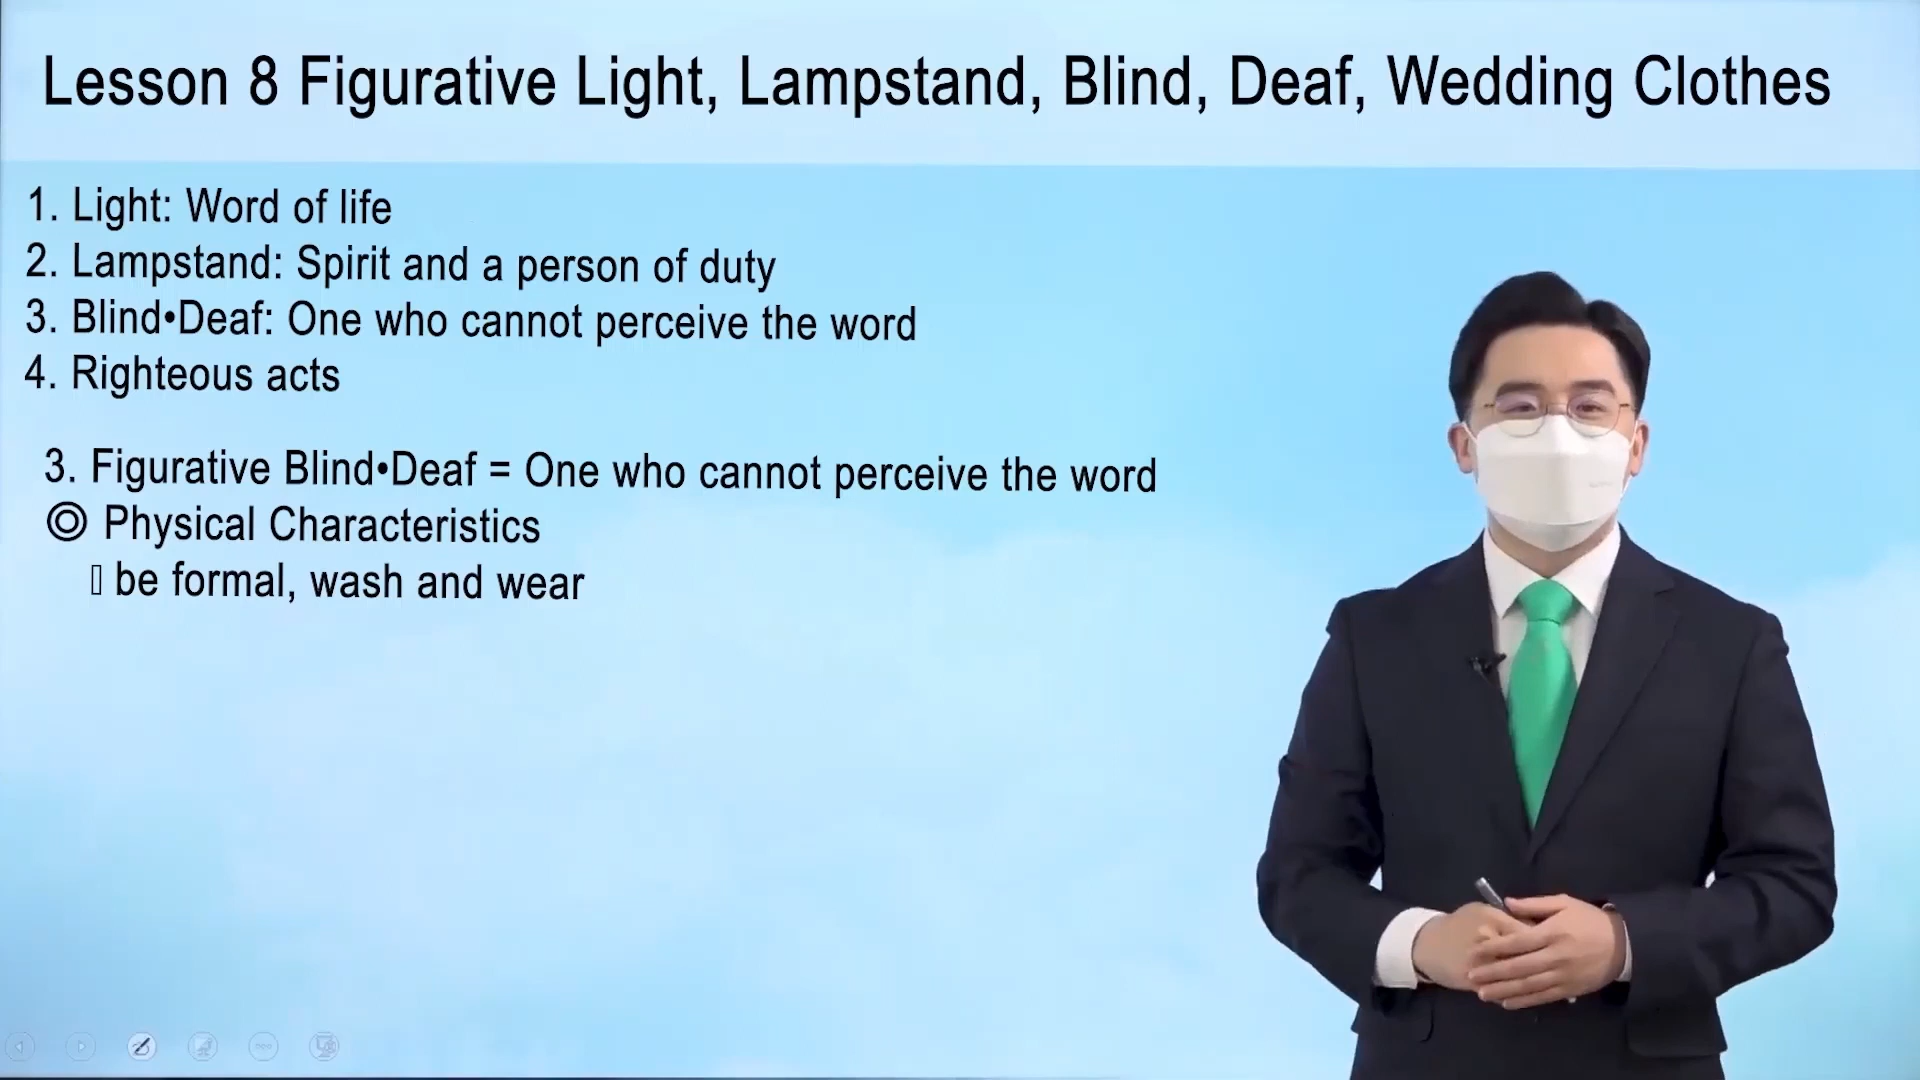 Lesson 8 Figurative Light, Lampstand, Blind, Deaf, Wedding Clothes
1. Light: Word of life
2. Lampstand: Spirit and a person of duty
3. Blind•Deaf: One who cannot perceive the word
4. Righteous acts
3. Figurative Blind•Deaf = One who cannot perceive the word
◎ Physical Characteristics
▯ be formal, wash and wear